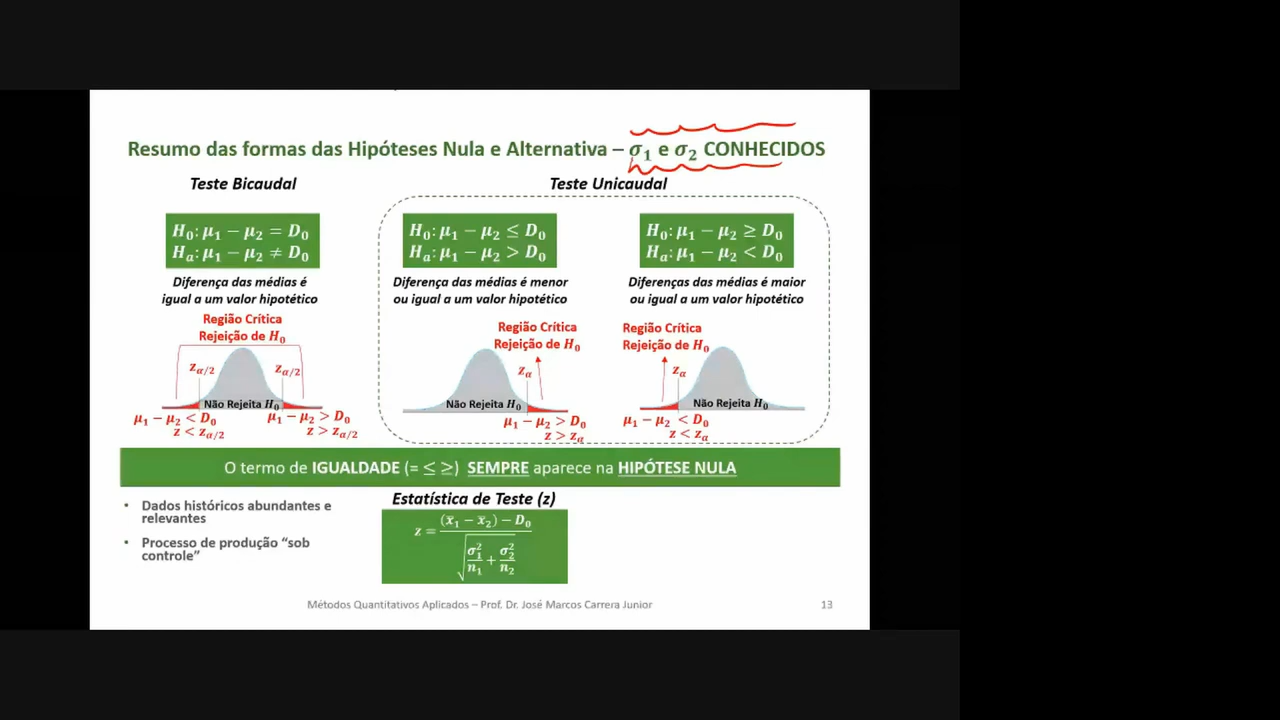 Resumo das formas das Hipóteses Nula e Alternativa – σ₁ e σ₂ CONHECIDOS
Teste Bicaudal
H₀: μ₁ − μ₂ = D₀
Hₐ: μ₁ − μ₂ ≠ D₀
Diferença das médias é
igual a um valor hipotético
Região Crítica
Rejeição de H₀
z_{α/2} z_{α/2}
Não Rejeita H₀
μ₁ − μ₂ < D₀ μ₁ − μ₂ > D₀
z < z_{α/2} z > z_{α/2}
Teste Unicaudal
H₀: μ₁ − μ₂ ≤ D₀
Hₐ: μ₁ − μ₂ > D₀
Diferença das médias é menor
ou igual a um valor hipotético
Região Crítica
Rejeição de H₀
z_α
Não Rejeita H₀
μ₁ − μ₂ > D₀
z > z_α
H₀: μ₁ − μ₂ ≥ D₀
Hₐ: μ₁ − μ₂ < D₀
Diferenças das médias é maior
ou igual a um valor hipotético
Região Crítica
Rejeição de H₀
z_α
Não Rejeita H₀
μ₁ − μ₂ < D₀
z < z_α
O termo de IGUALDADE (= ≤ ≥) SEMPRE aparece na HIPÓTESE NULA
• Dados históricos abundantes e
relevantes
• Processo de produção “sob
controle”
Estatística de Teste (z)
z = ((x̄₁ − x̄₂) − D₀) / √(σ₁²/n₁ + σ₂²/n₂)
Métodos Quantitativos Aplicados – Prof. Dr. José Marcos Carrera Junior
13